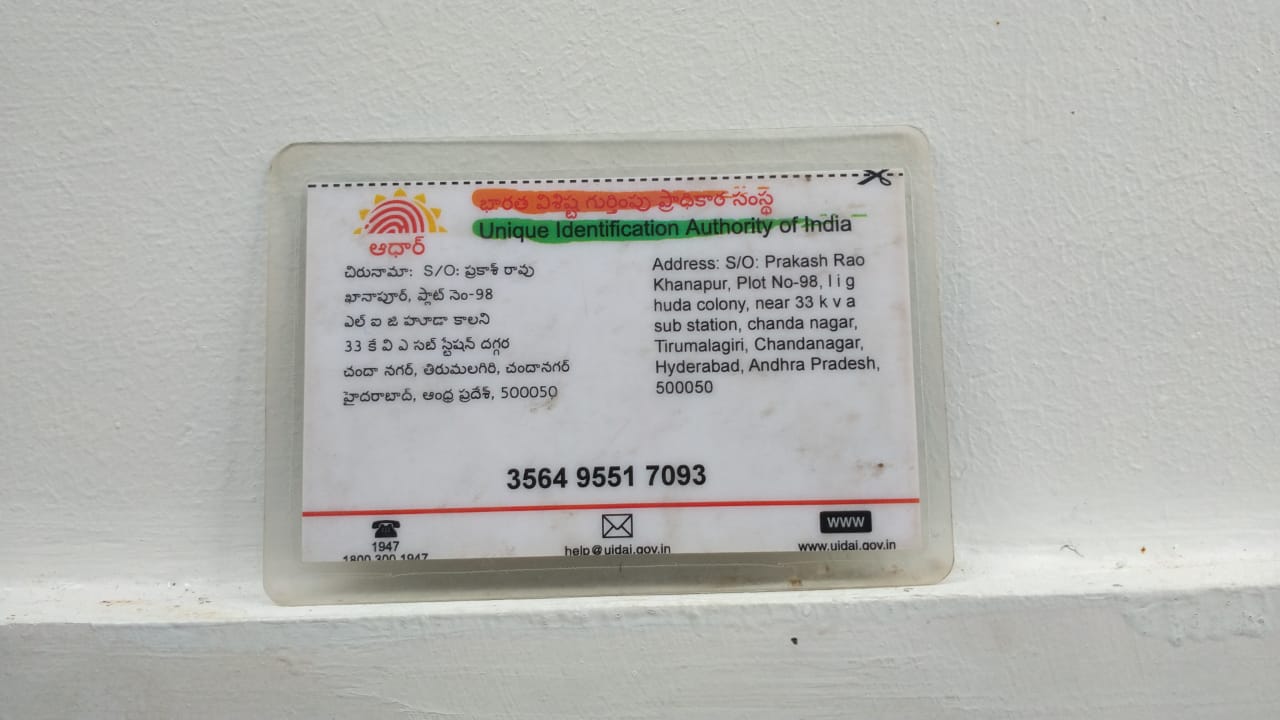 భారత విశిష్ట గుర్తింపు ప్రాధికార సంస్థ
Unique Identification Authority of India
ఆధార్
చిరునామా: S/O: ప్రకాశ్ రావు
ఖానాపూర్, ప్లాట్ నెం-98
ఎల్ ఐ జి హుడా కాలని
33 కే వి ఎ సబ్ స్టేషన్ దగ్గర
చందా నగర్, తిరుమలగిరి, చందానగర్
హైదరాబాద్, ఆంధ్ర ప్రదేశ్, 500050
Address: S/O: Prakash Rao
Khanapur, Plot No-98, l i g
huda colony, near 33 k v a
sub station, chanda nagar,
Tirumalagiri, Chandanagar,
Hyderabad, Andhra Pradesh,
500050
3564 9551 7093
1947
1800 300 1947
help@uidai.gov.in
www
www.uidai.gov.in